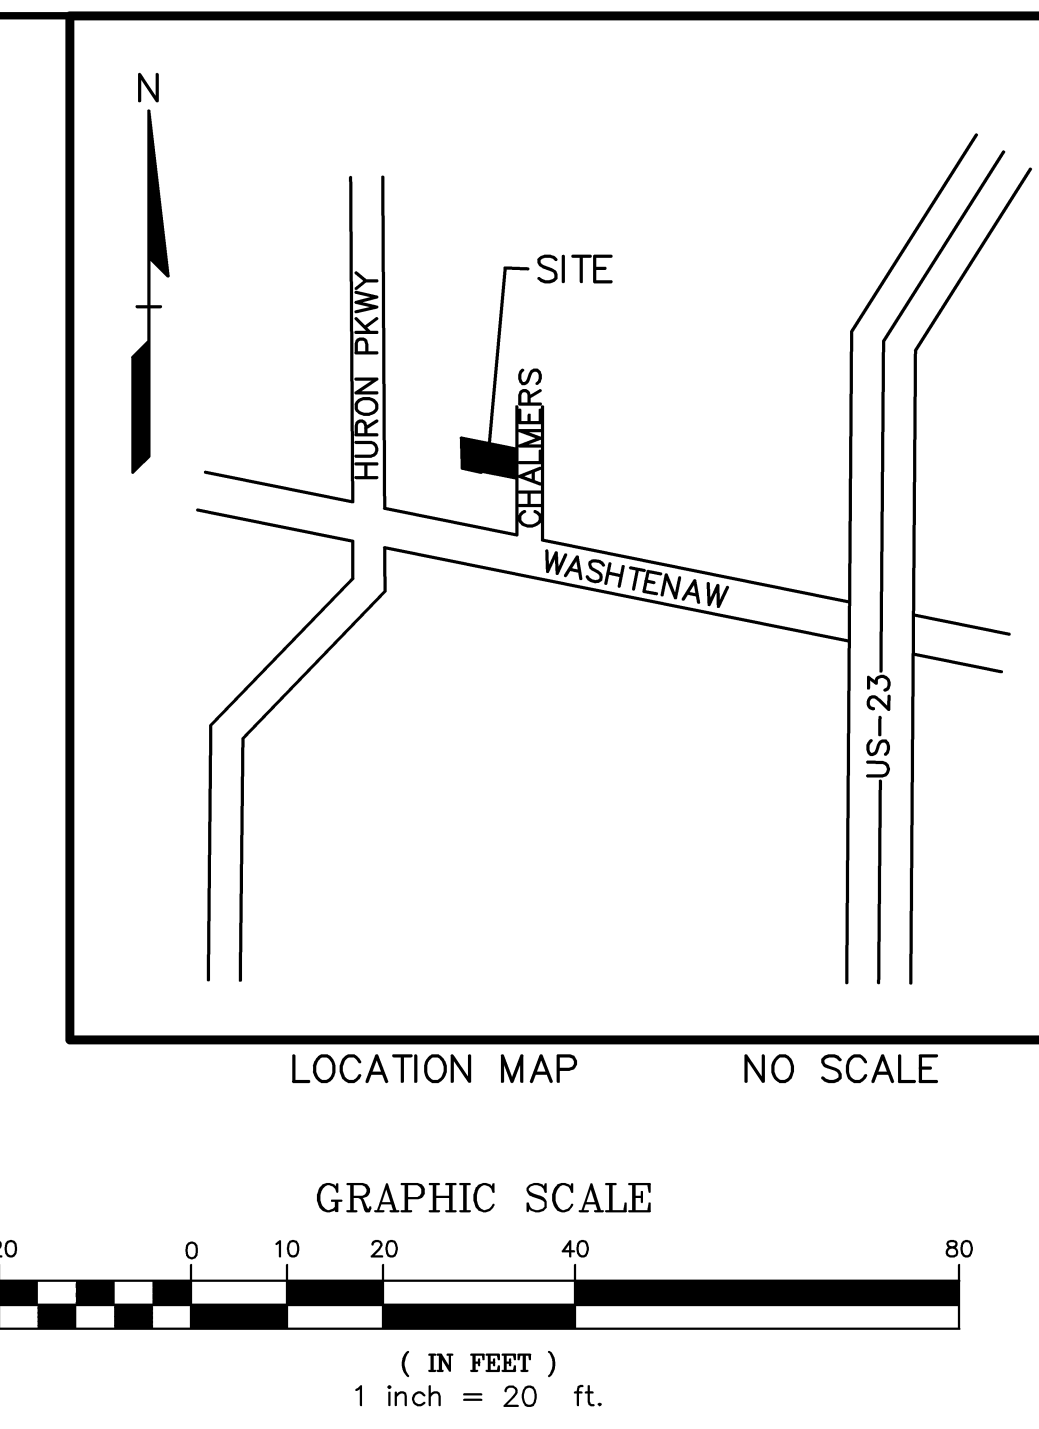 N
SITE
HURON PKWY
CHALMERS
WASHTENAW
US-23
LOCATION MAP NO SCALE
GRAPHIC SCALE
20 0 10 20 40 80
( IN FEET )
1 inch = 20 ft.